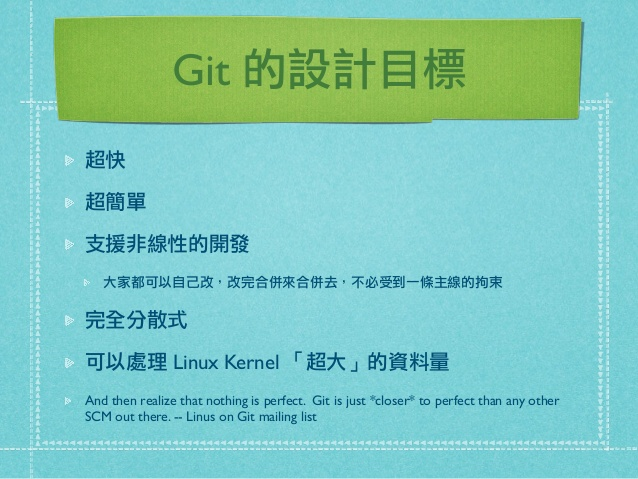 Git 的設計目標
超快
超簡單
支援非線性的開發
大家都可以自己改，改完合併來合併去，不必受到一條主線的拘束
完全分散式
可以處理 Linux Kernel 「超大」的資料量
And then realize that nothing is perfect. Git is just *closer* to perfect than any other
SCM out there. -- Linus on Git mailing list